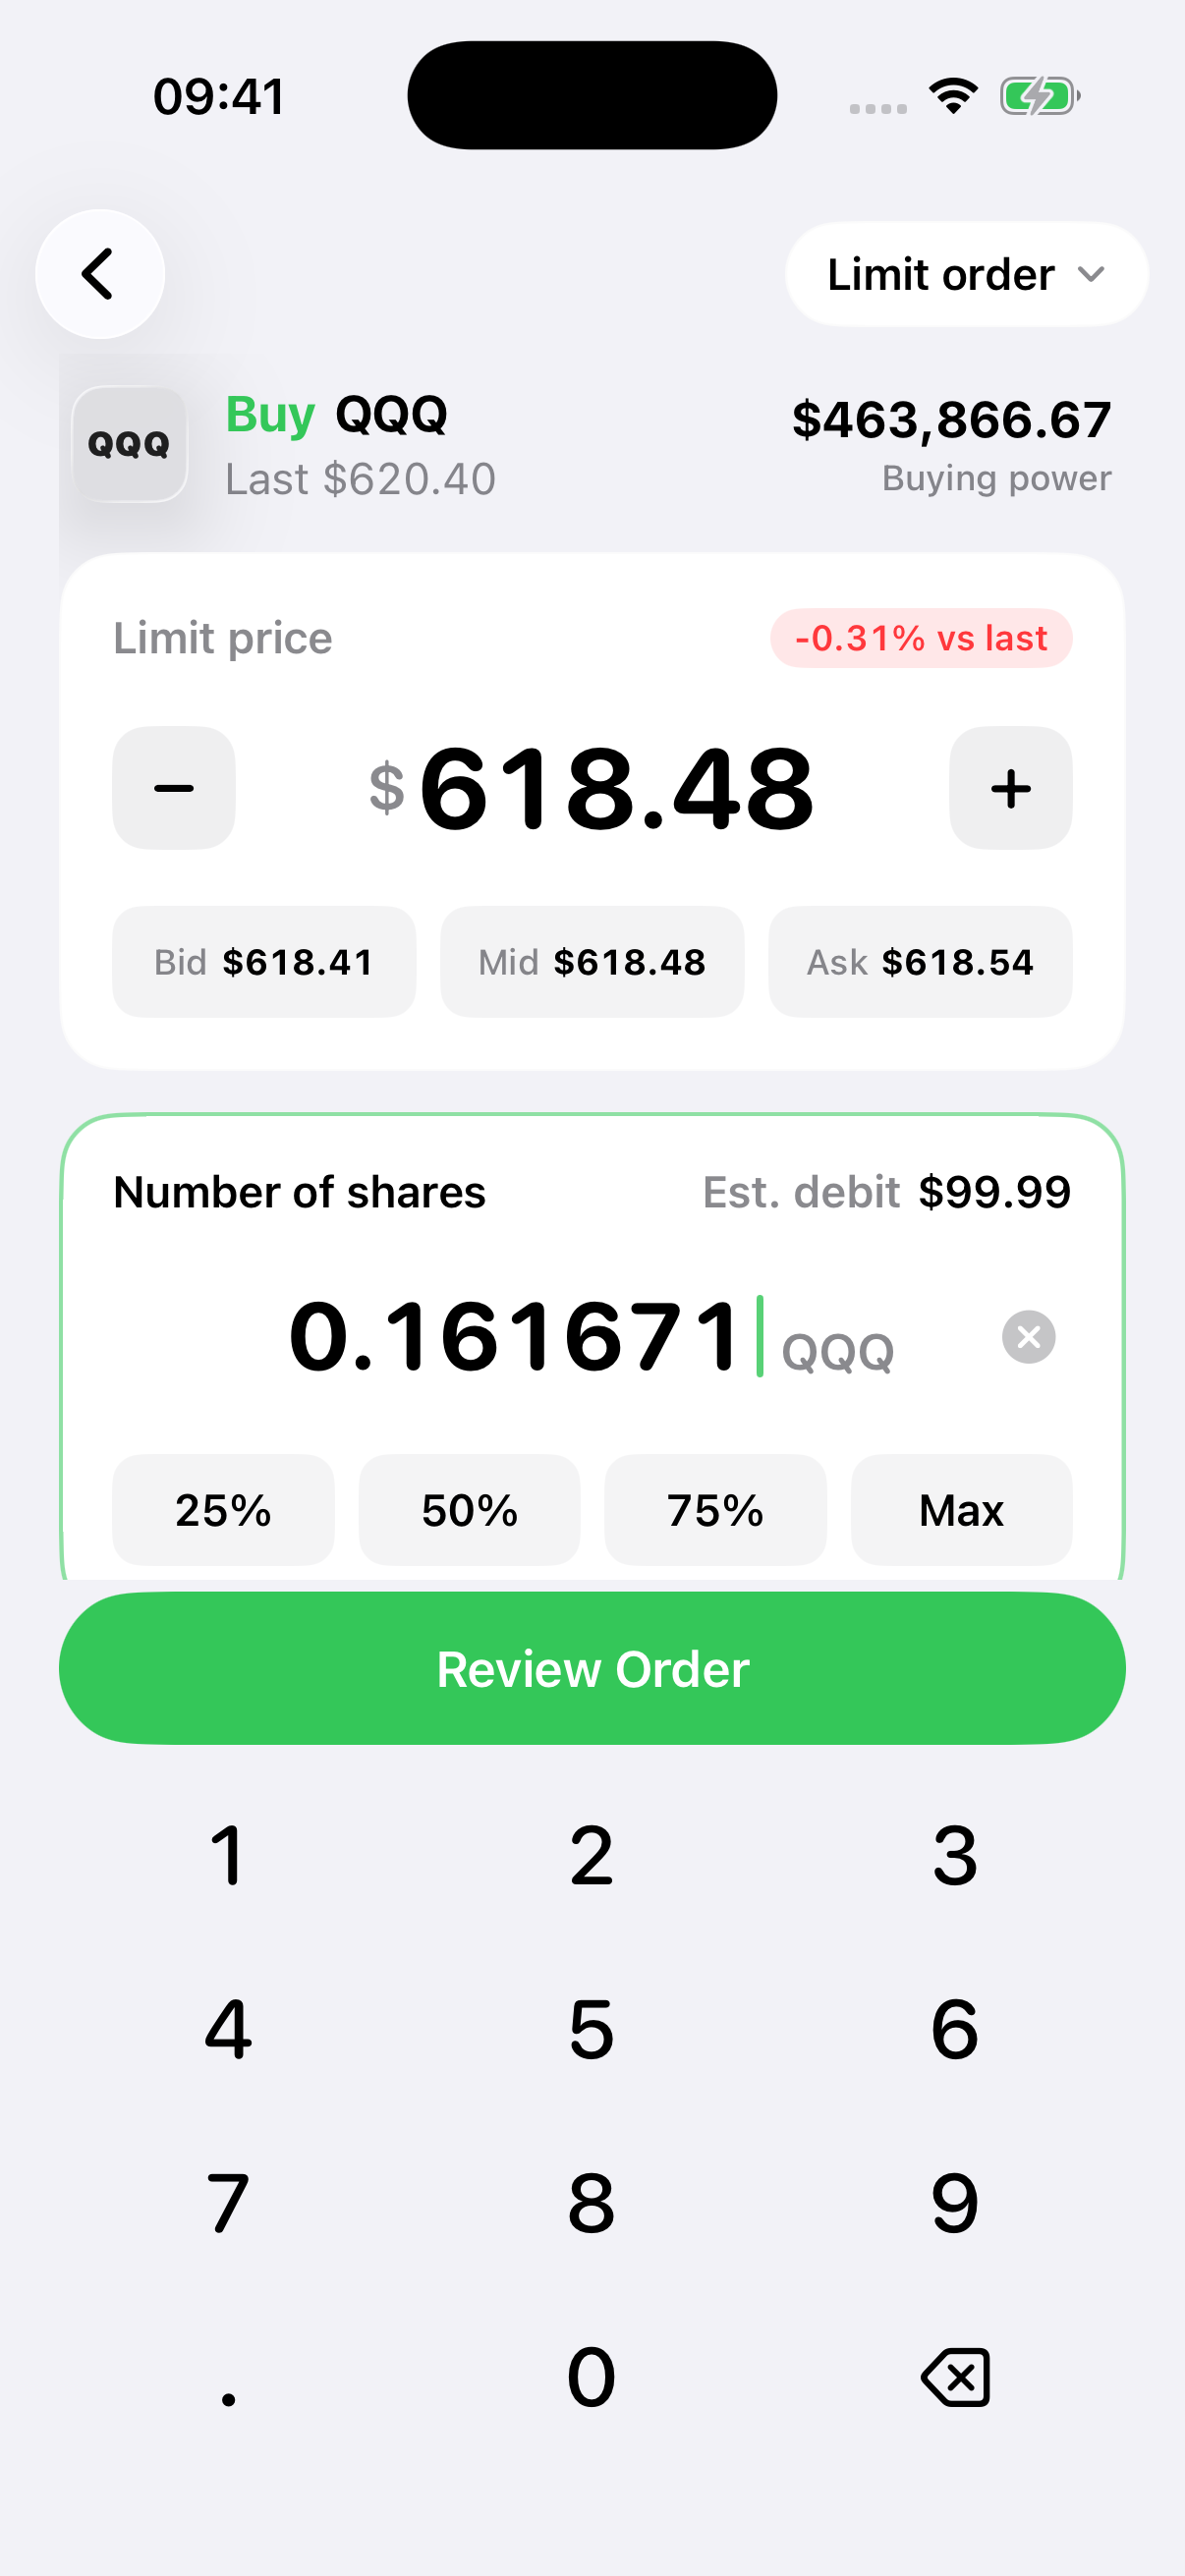 09:41
Limit order
QQQ
Buy QQQ
Last $620.40
$463,866.67
Buying power
Limit price
-0.31% vs last
$618.48
Bid $618.41
Mid $618.48
Ask $618.54
Number of shares
Est. debit $99.99
0.161671 QQQ
25%
50%
75%
Max
Review Order
1 2 3
4 5 6
7 8 9
. 0